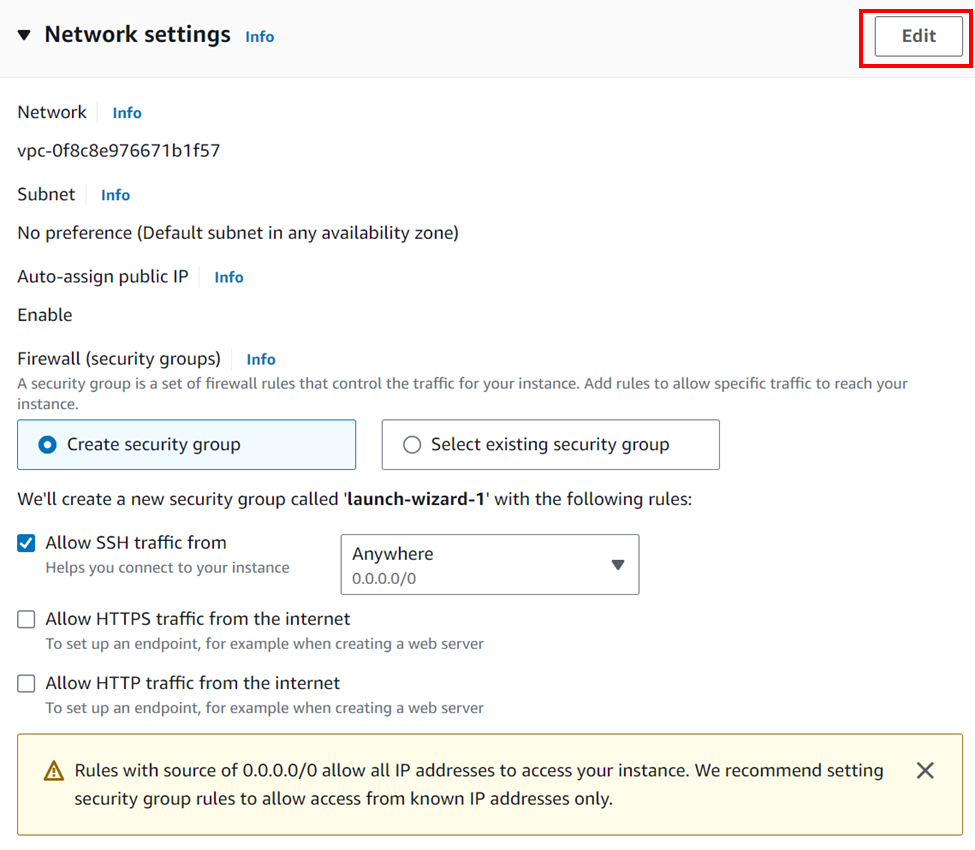 Network settings Info
Edit
Network Info
vpc-0f8c8e976671b1f57
Subnet Info
No preference (Default subnet in any availability zone)
Auto-assign public IP Info
Enable
Firewall (security groups) Info
A security group is a set of firewall rules that control the traffic for your instance. Add rules to allow specific traffic to reach your
instance.
Create security group
Select existing security group
We'll create a new security group called 'launch-wizard-1' with the following rules:
Allow SSH traffic from
Helps you connect to your instance
Anywhere
0.0.0.0/0
Allow HTTPS traffic from the internet
To set up an endpoint, for example when creating a web server
Allow HTTP traffic from the internet
To set up an endpoint, for example when creating a web server
Rules with source of 0.0.0.0/0 allow all IP addresses to access your instance. We recommend setting
security group rules to allow access from known IP addresses only.